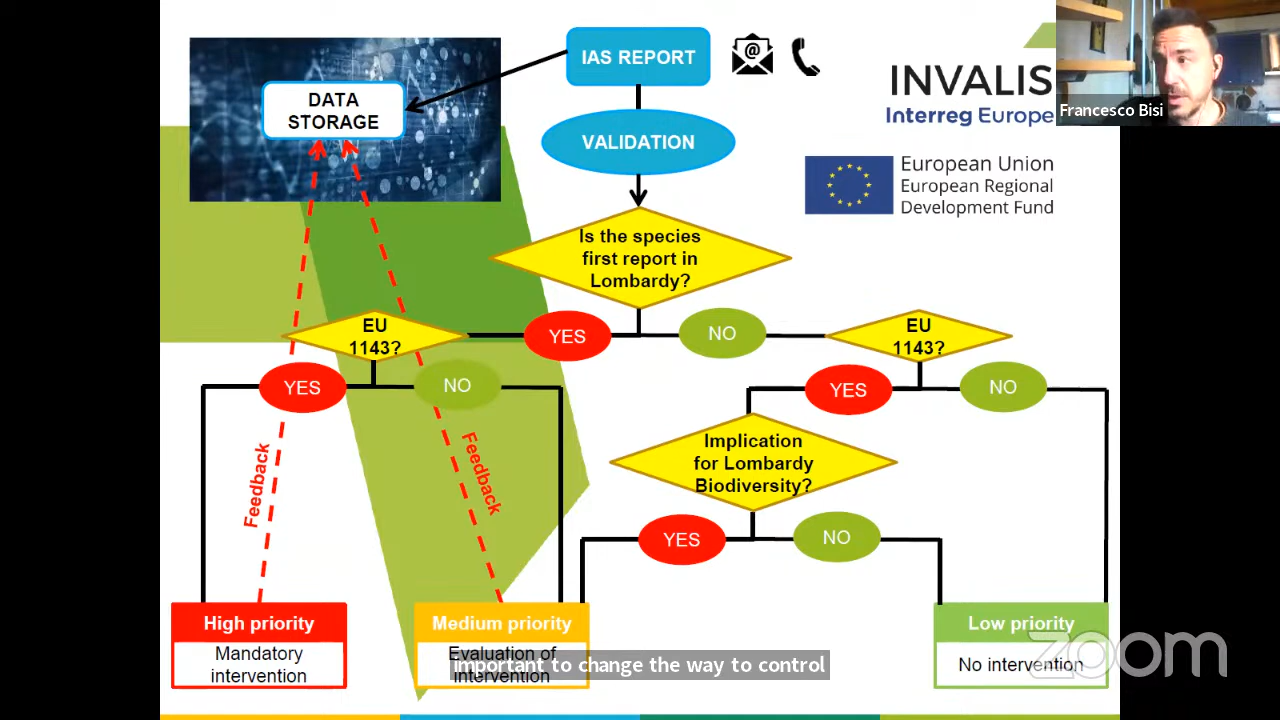 IAS REPORT
@
DATA
STORAGE
INVALIS
Interreg Europe
Francesco Bisi
VALIDATION
European Union
European Regional
Development Fund
Is the species
first report in
Lombardy?
EU
1143?
YES
NO
EU
1143?
YES
NO
YES
NO
Implication
for Lombardy
Biodiversity?
Feedback
Feedback
YES
NO
High priority
Mandatory
intervention
Medium priority
Evaluation of
intervention
important to change the way to control
Low priority
No intervention
zoom